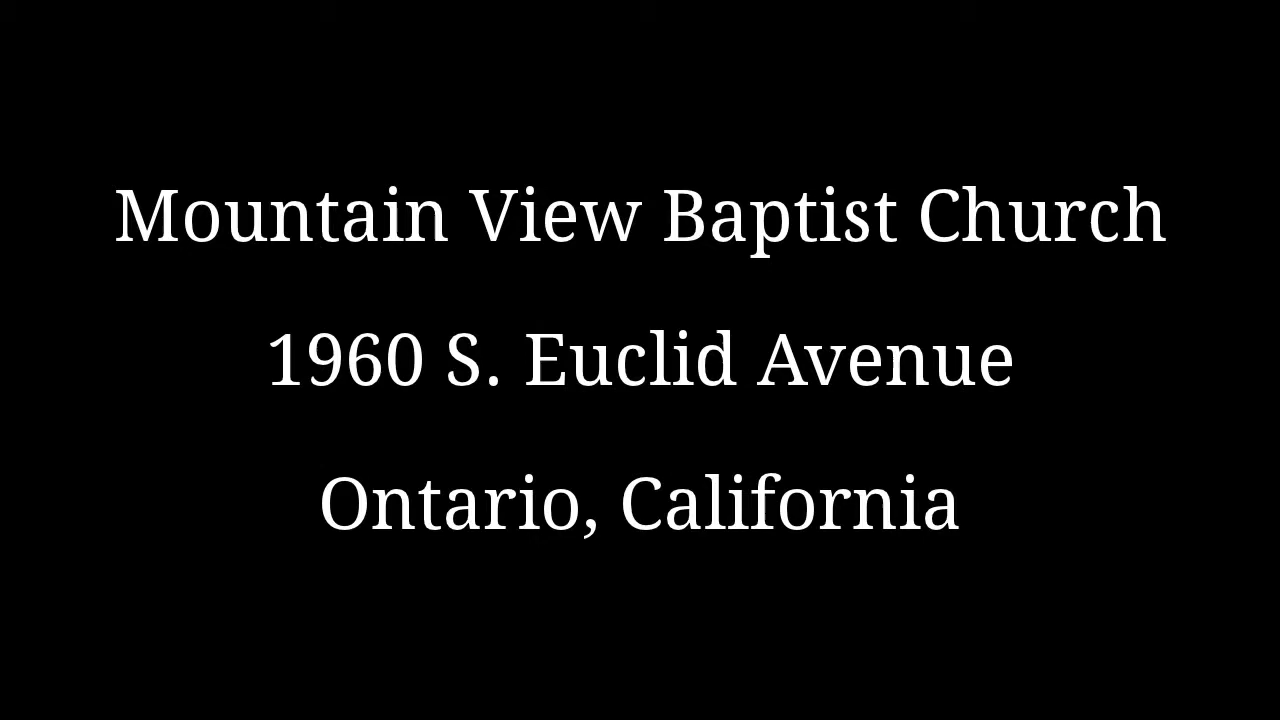 Mountain View Baptist Church
1960 S. Euclid Avenue
Ontario, California